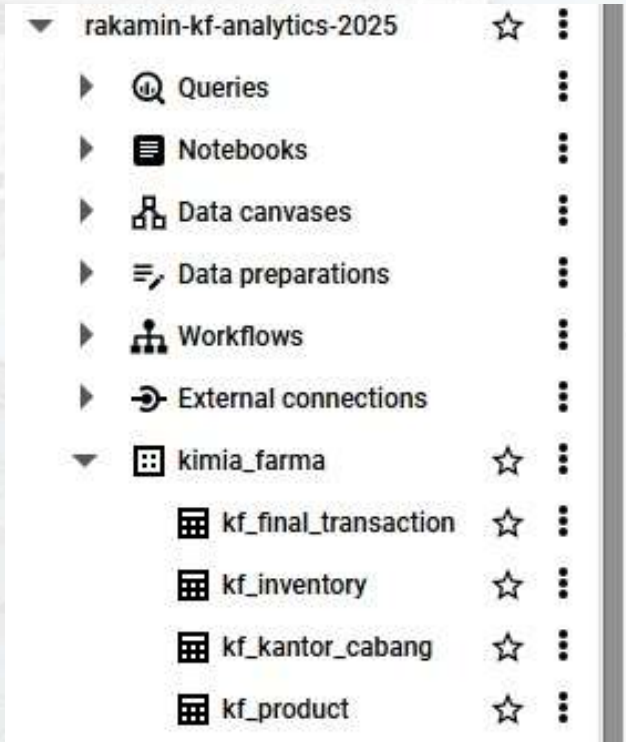 rakamin-kf-analytics-2025
Queries
Notebooks
Data canvases
Data preparations
Workflows
External connections
kimia_farma
kf_final_transaction
kf_inventory
kf_kantor_cabang
kf_product